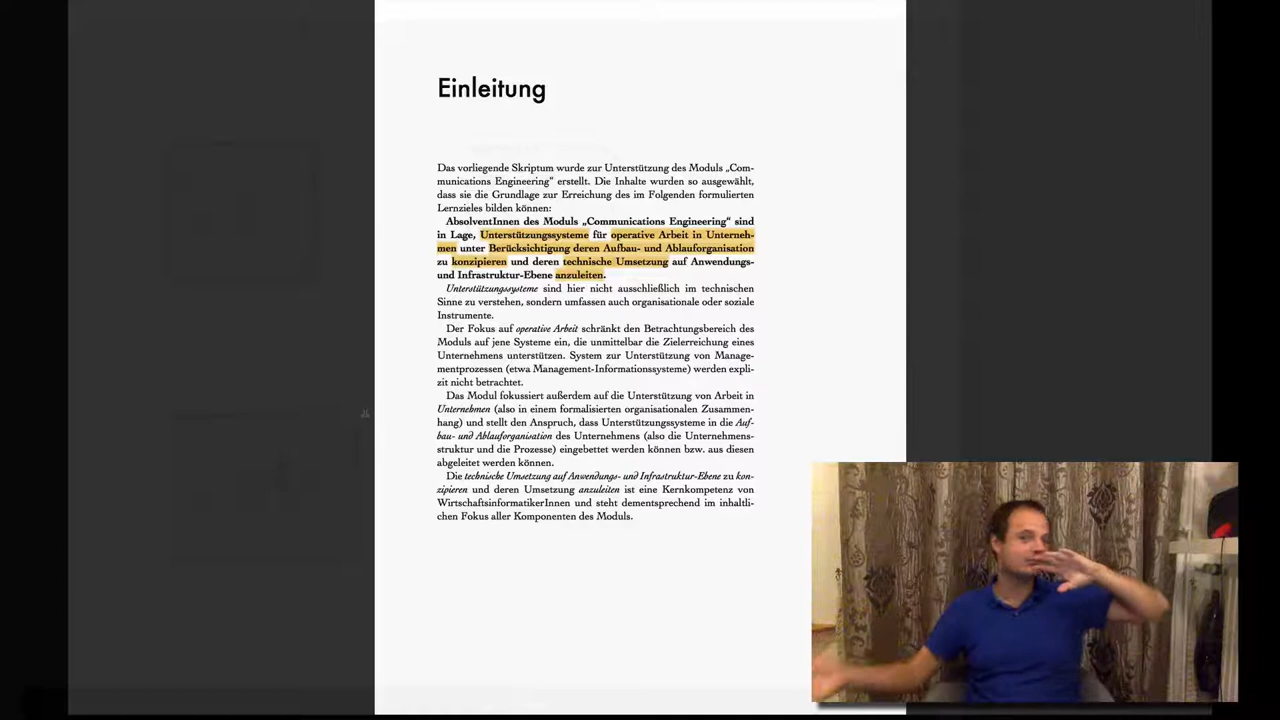 Einleitung
Das vorliegende Skriptum wurde zur Unterstützung des Moduls „Com-
munications Engineering“ erstellt. Die Inhalte wurden so ausgewählt,
dass sie die Grundlage zur Erreichung des im Folgenden formulierten
Lernzieles bilden können:
AbsolventInnen des Moduls „Communications Engineering“ sind
in Lage, Unterstützungssysteme für operative Arbeit in Unterneh-
men unter Berücksichtigung deren Aufbau- und Ablauforganisation
zu konzipieren und deren technische Umsetzung auf Anwendungs-
und Infrastruktur-Ebene anzuleiten.
Unterstützungssysteme sind hier nicht ausschließlich im technischen
Sinne zu verstehen, sondern umfassen auch organisationale oder soziale
Instrumente.
Der Fokus auf operative Arbeit schränkt den Betrachtungsbereich des
Moduls auf jene Systeme ein, die unmittelbar die Zielerreichung eines
Unternehmens unterstützen. System zur Unterstützung von Manage-
mentprozessen (etwa Management-Informationssysteme) werden expli-
zit nicht betrachtet.
Das Modul fokussiert außerdem auf die Unterstützung von Arbeit in
Unternehmen (also in einem formalisierten organisationalen Zusammen-
hang) und stellt den Anspruch, dass Unterstützungssysteme in die Auf-
bau- und Ablauforganisation des Unternehmens (also die Unternehmens-
struktur und die Prozesse) eingebettet werden können bzw. aus diesen
abgeleitet werden können.
Die technische Umsetzung auf Anwendungs- und Infrastruktur-Ebene zu kon-
zipieren und deren Umsetzung anzuleiten ist eine Kernkompetenz von
WirtschaftsinformatikerInnen und steht dementsprechend im inhaltli-
chen Fokus aller Komponenten des Moduls.